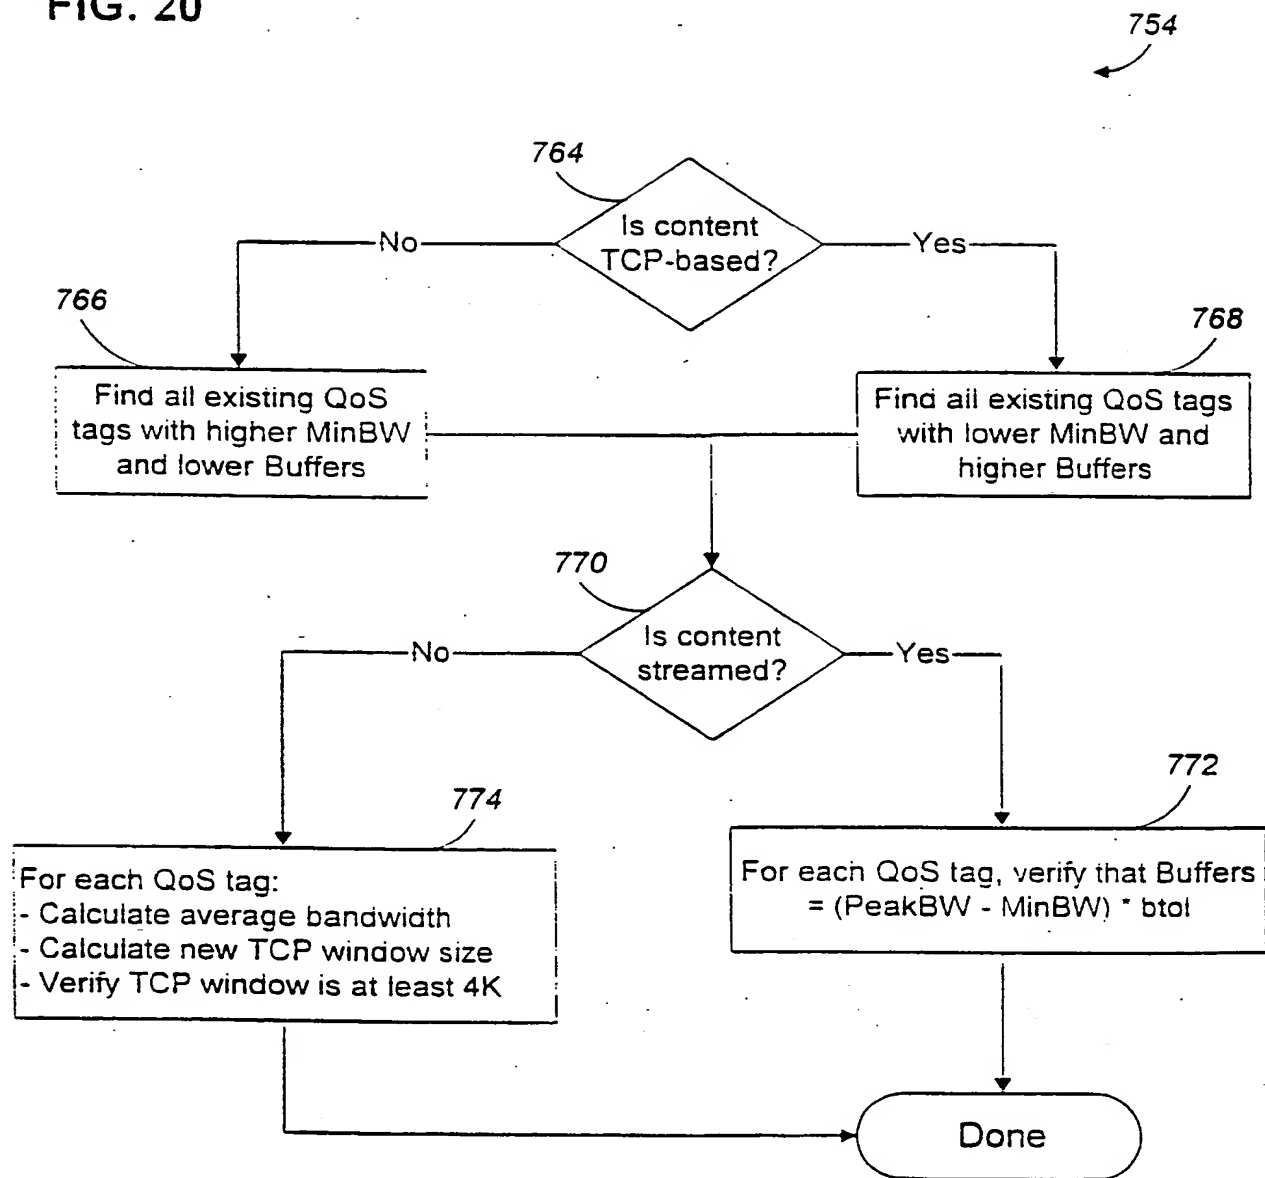 FIG. 20
754
764
Is content
TCP-based?
No
Yes
766
768
Find all existing QoS
tags with higher MinBW
and lower Buffers
Find all existing QoS tags
with lower MinBW and
higher Buffers
770
Is content
streamed?
No
Yes
772
774
For each QoS tag, verify that Buffers
= (PeakBW - MinBW) * btol
For each QoS tag:
- Calculate average bandwidth
- Calculate new TCP window size
- Verify TCP window is at least 4K
Done